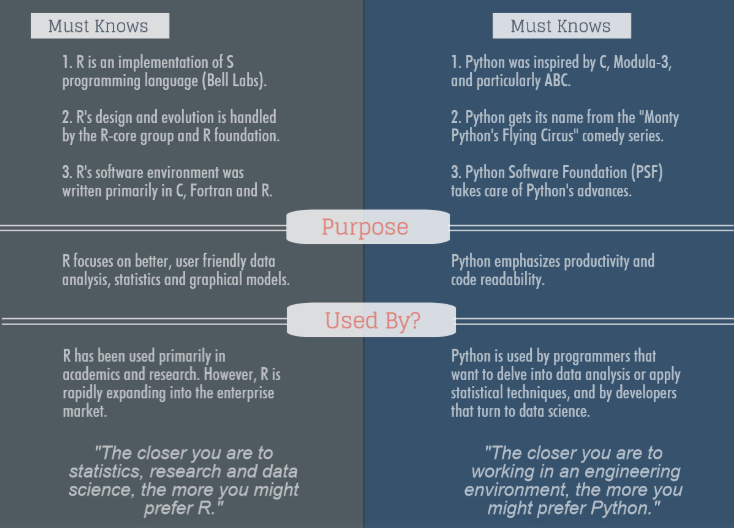 Must Knows
1. R is an implementation of S
programming language (Bell Labs).
2. R's design and evolution is handled
by the R-core group and R foundation.
3. R's software environment was
written primarily in C, Fortran and R.
Must Knows
1. Python was inspired by C, Modula-3,
and particularly ABC.
2. Python gets its name from the "Monty
Python's Flying Circus" comedy series.
3. Python Software Foundation (PSF)
takes care of Python's advances.
Purpose
R focuses on better, user friendly data
analysis, statistics and graphical models.
Python emphasizes productivity and
code readability.
Used By?
R has been used primarily in
academics and research. However, R is
rapidly expanding into the enterprise
market.
"The closer you are to
statistics, research and data
science, the more you might
prefer R."
Python is used by programmers that
want to delve into data analysis or apply
statistical techniques, and by developers
that turn to data science.
"The closer you are to
working in an engineering
environment, the more you
might prefer Python."